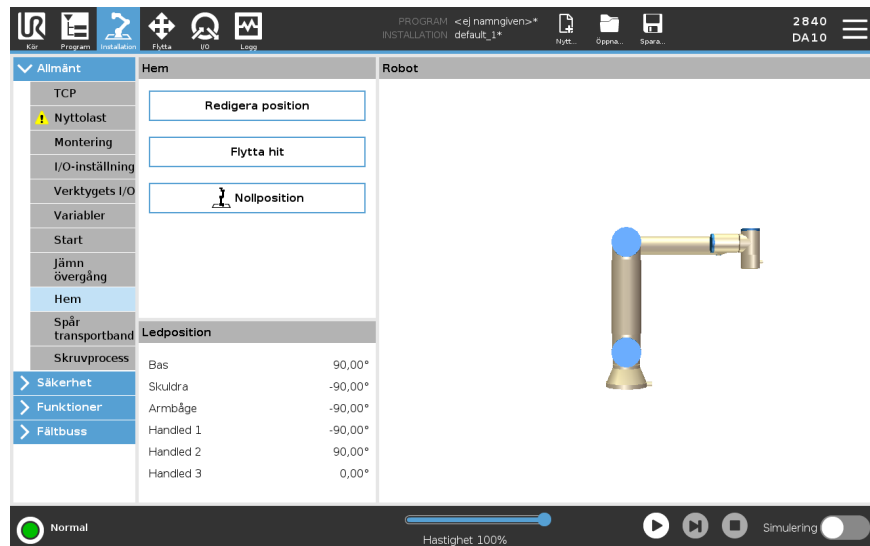 PROGRAM <ej namngiven>*
INSTALLATION default_1*
2840
DA10
Kör Program Installation Flytta I/O Logg Nytt... Öppna... Spara...
Allmänt
TCP
Nyttolast
Montering
I/O-inställning
Verktygets I/O
Variabler
Start
Jämn
övergång
Hem
Spår
transportband
Skruvprocess
Säkerhet
Funktioner
Fältbuss
Hem
Redigera position
Flytta hit
Nollposition
Ledposition
Bas 90,00°
Skuldra -90,00°
Armbåge -90,00°
Handled 1 -90,00°
Handled 2 90,00°
Handled 3 0,00°
Robot
Normal
Hastighet 100%
Simulering